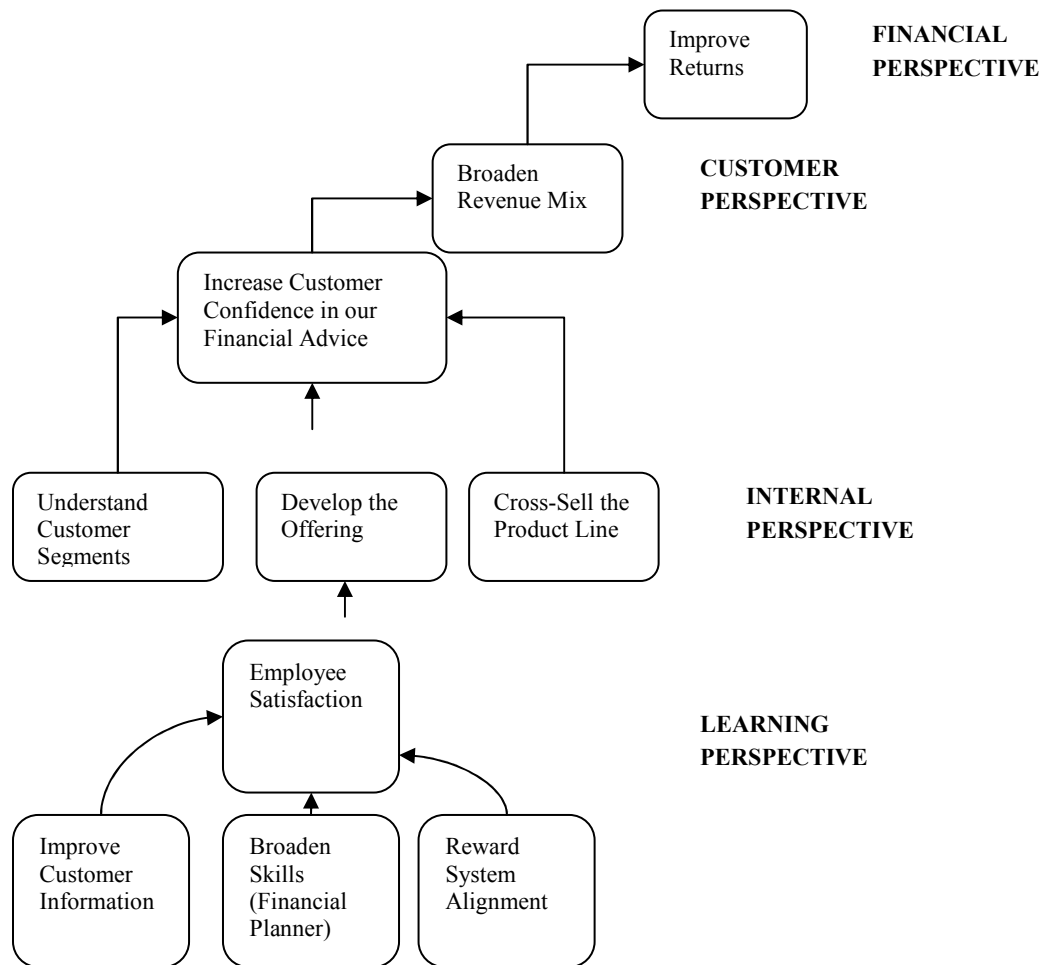 Improve
Returns
FINANCIAL
PERSPECTIVE
Broaden
Revenue Mix
CUSTOMER
PERSPECTIVE
Increase Customer
Confidence in our
Financial Advice
Understand
Customer
Segments
Develop the
Offering
Cross-Sell the
Product Line
INTERNAL
PERSPECTIVE
Employee
Satisfaction
LEARNING
PERSPECTIVE
Improve
Customer
Information
Broaden
Skills
(Financial
Planner)
Reward
System
Alignment